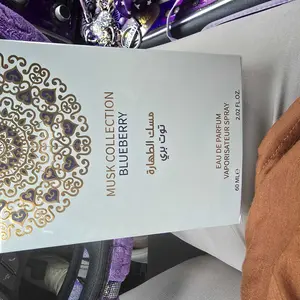 MUSK COLLECTION
BLUEBERRY
مسك الطهارة
توت بري
EAU DE PARFUM
VAPORISATEUR SPRAY
60 ML ℮ 2.02 FL.OZ.